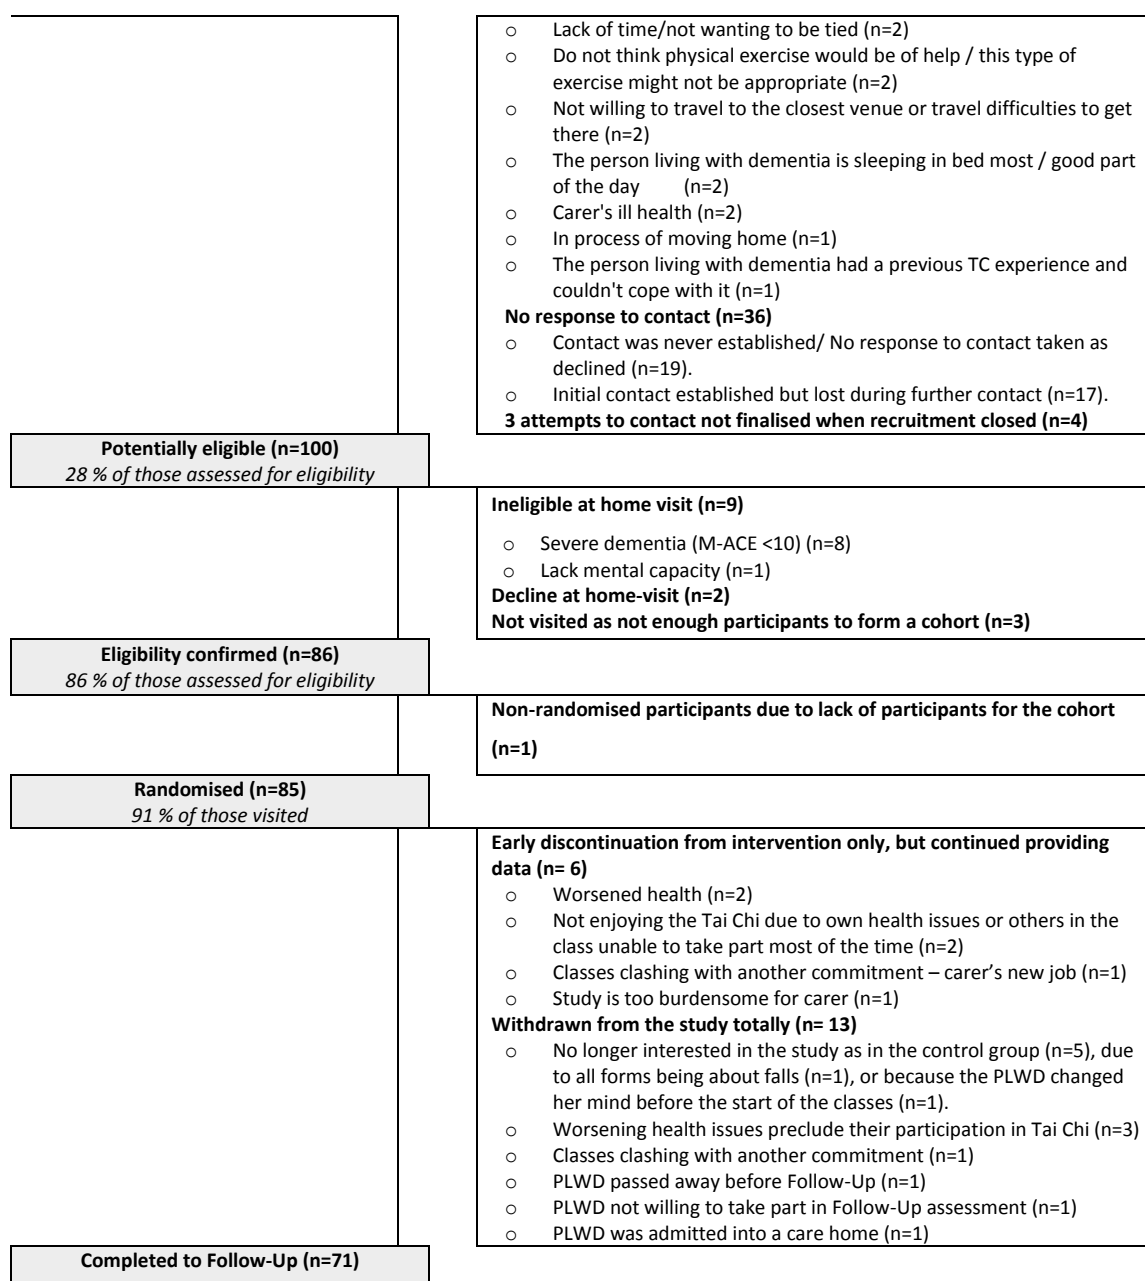 o Lack of time/not wanting to be tied (n=2)
o Do not think physical exercise would be of help / this type of
exercise might not be appropriate (n=2)
o Not willing to travel to the closest venue or travel difficulties to get
there (n=2)
o The person living with dementia is sleeping in bed most / good part
of the day (n=2)
o Carer's ill health (n=2)
o In process of moving home (n=1)
o The person living with dementia had a previous TC experience and
couldn't cope with it (n=1)
No response to contact (n=36)
o Contact was never established/ No response to contact taken as
declined (n=19).
o Initial contact established but lost during further contact (n=17).
3 attempts to contact not finalised when recruitment closed (n=4)
Potentially eligible (n=100)
28 % of those assessed for eligibility
Ineligible at home visit (n=9)
o Severe dementia (M-ACE <10) (n=8)
o Lack mental capacity (n=1)
Decline at home-visit (n=2)
Not visited as not enough participants to form a cohort (n=3)
Eligibility confirmed (n=86)
86 % of those assessed for eligibility
Non-randomised participants due to lack of participants for the cohort
(n=1)
Randomised (n=85)
91 % of those visited
Early discontinuation from intervention only, but continued providing
data (n= 6)
o Worsened health (n=2)
o Not enjoying the Tai Chi due to own health issues or others in the
class unable to take part most of the time (n=2)
o Classes clashing with another commitment – carer’s new job (n=1)
o Study is too burdensome for carer (n=1)
Withdrawn from the study totally (n= 13)
o No longer interested in the study as in the control group (n=5), due
to all forms being about falls (n=1), or because the PLWD changed
her mind before the start of the classes (n=1).
o Worsening health issues preclude their participation in Tai Chi (n=3)
o Classes clashing with another commitment (n=1)
o PLWD passed away before Follow-Up (n=1)
o PLWD not willing to take part in Follow-Up assessment (n=1)
o PLWD was admitted into a care home (n=1)
Completed to Follow-Up (n=71)